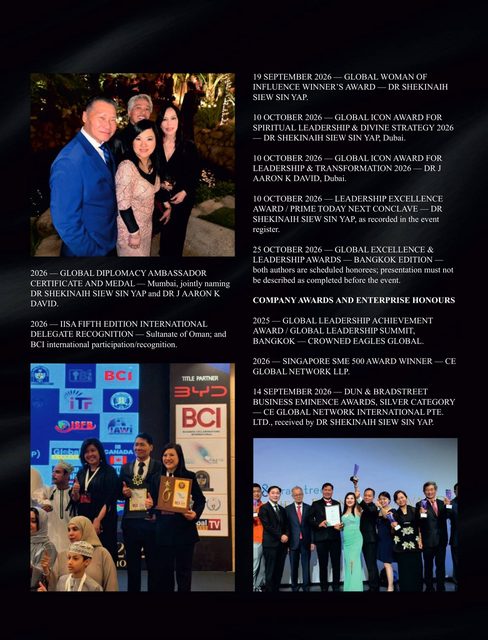 2026 — GLOBAL DIPLOMACY AMBASSADOR
CERTIFICATE AND MEDAL — Mumbai, jointly naming
DR SHEKINAIH SIEW SIN YAP and DR J AARON K
DAVID.
2026 — IISA FIFTH EDITION INTERNATIONAL
DELEGATE RECOGNITION — Sultanate of Oman; and
BCI international participation/recognition.
BCI
TITLE PARTNER
BYD
BCI
iTF
ISFB
Global
CANADA
TV
19 SEPTEMBER 2026 — GLOBAL WOMAN OF
INFLUENCE WINNER'S AWARD — DR SHEKINAIH
SIEW SIN YAP.
10 OCTOBER 2026 — GLOBAL ICON AWARD FOR
SPIRITUAL LEADERSHIP & DIVINE STRATEGY 2026
— DR SHEKINAIH SIEW SIN YAP, Dubai.
10 OCTOBER 2026 — GLOBAL ICON AWARD FOR
LEADERSHIP & TRANSFORMATION 2026 — DR J
AARON K DAVID, Dubai.
10 OCTOBER 2026 — LEADERSHIP EXCELLENCE
AWARD / PRIME TODAY NEXT CONCLAVE — DR
SHEKINAIH SIEW SIN YAP, as recorded in the event
register.
25 OCTOBER 2026 — GLOBAL EXCELLENCE &
LEADERSHIP AWARDS — BANGKOK EDITION —
both authors are scheduled honorees; presentation must not
be described as completed before the event.
COMPANY AWARDS AND ENTERPRISE HONOURS
2025 — GLOBAL LEADERSHIP ACHIEVEMENT
AWARD / GLOBAL LEADERSHIP SUMMIT,
BANGKOK — CROWNED EAGLES GLOBAL.
2026 — SINGAPORE SME 500 AWARD WINNER — CE
GLOBAL NETWORK LLP.
14 SEPTEMBER 2026 — DUN & BRADSTREET
BUSINESS EMINENCE AWARDS, SILVER CATEGORY
— CE GLOBAL NETWORK INTERNATIONAL PTE.
LTD., received by DR SHEKINAIH SIEW SIN YAP.